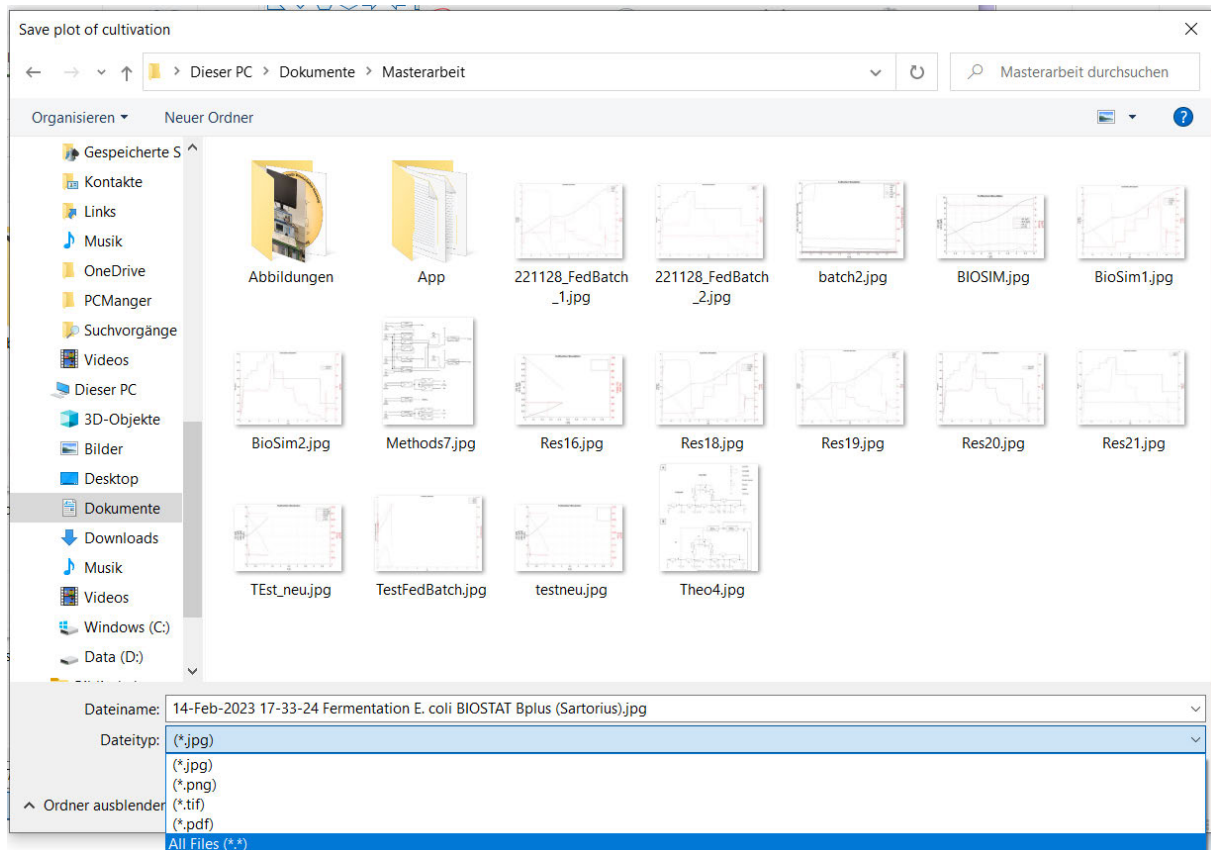 Save plot of cultivation
Dieser PC > Dokumente > Masterarbeit
Masterarbeit durchsuchen
Organisieren
Neuer Ordner
Gespeicherte S
Kontakte
Links
Musik
OneDrive
PCManger
Suchvorgänge
Videos
Dieser PC
3D-Objekte
Bilder
Desktop
Dokumente
Downloads
Musik
Videos
Windows (C:)
Data (D:)
Abbildungen
App
221128_FedBatch
_1.jpg
221128_FedBatch
_2.jpg
batch2.jpg
BIOSIM.jpg
BioSim1.jpg
BioSim2.jpg
Methods7.jpg
Res16.jpg
Res18.jpg
Res19.jpg
Res20.jpg
Res21.jpg
TEst_neu.jpg
TestFedBatch.jpg
testneu.jpg
Theo4.jpg
Dateiname: 14-Feb-2023 17-33-24 Fermentation E. coli BIOSTAT Bplus (Sartorius).jpg
Dateityp: (*.jpg)
(*.jpg)
(*.png)
(*.tif)
(*.pdf)
All Files (*.*)
Ordner ausblenden